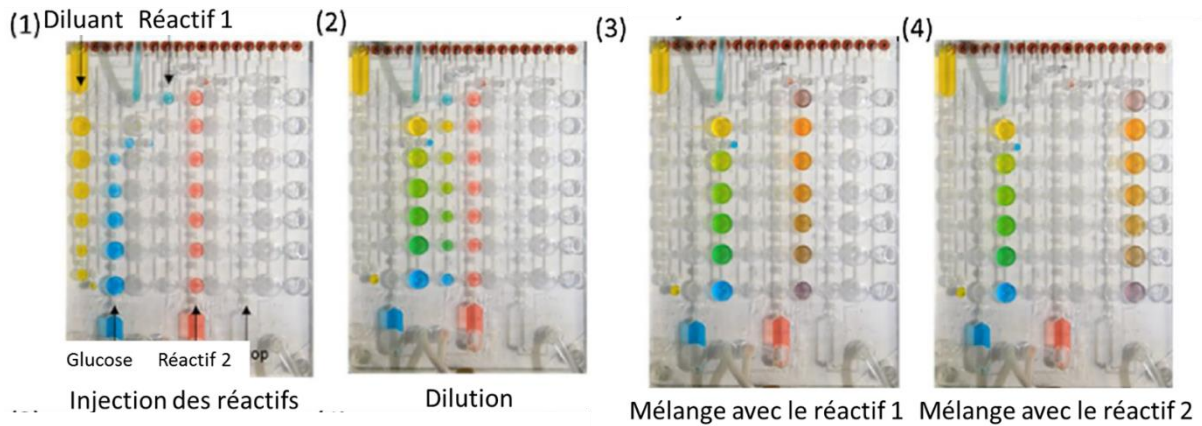 (1) Diluant Réactif 1
(2)
(3)
(4)
Glucose Réactif 2 op
Injection des réactifs
Dilution
Mélange avec le réactif 1
Mélange avec le réactif 2